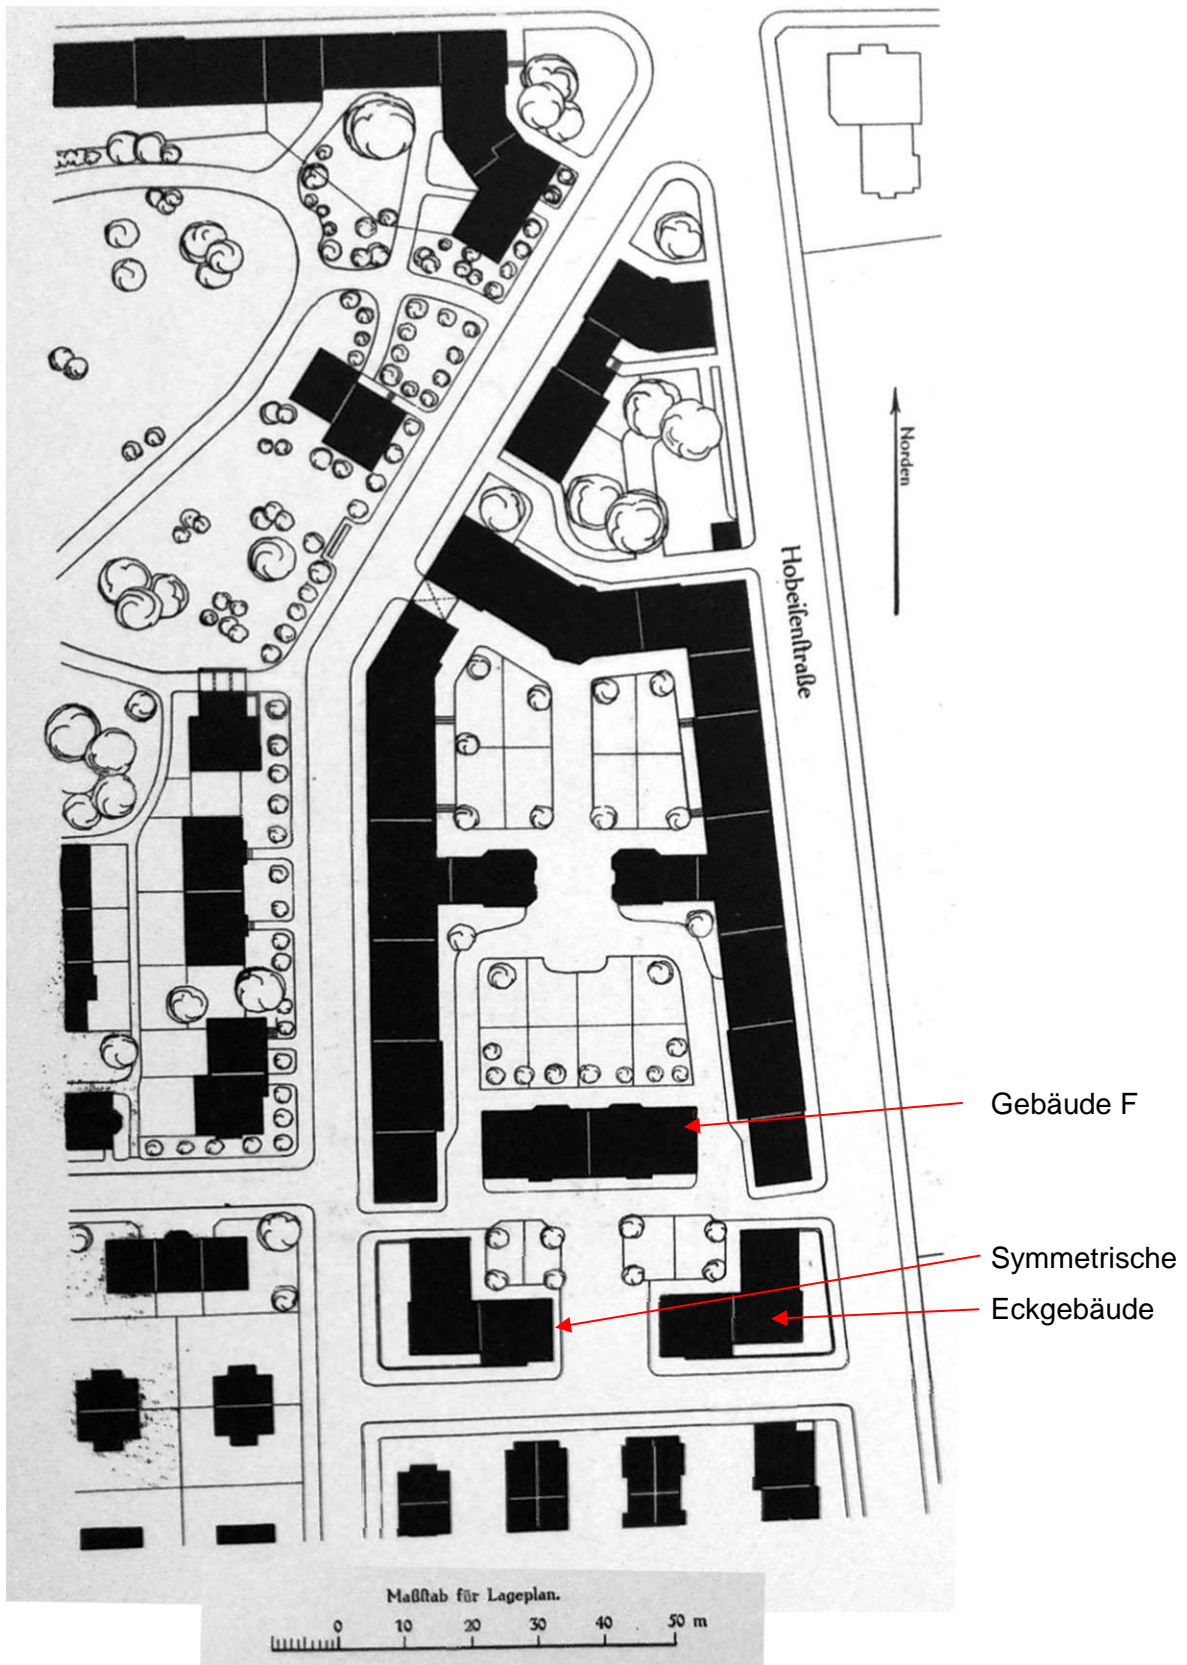 Norden
Hobeiſenſtraße
Gebäude F
Symmetrische
Eckgebäude
Maßſtab für Lageplan.
0 10 20 30 40 50 m